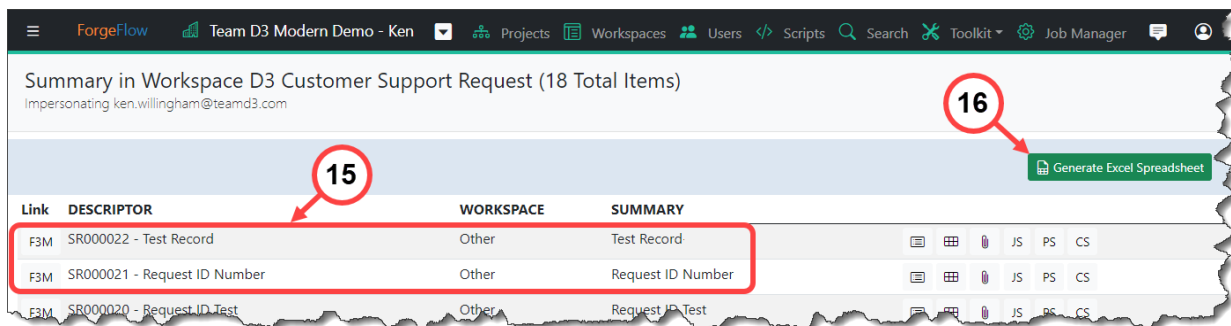 ForgeFlow Team D3 Modern Demo - Ken Projects Workspaces Users Scripts Search Toolkit Job Manager
Summary in Workspace D3 Customer Support Request (18 Total Items)
Impersonating ken.willingham@teamd3.com
16
Generate Excel Spreadsheet
15
Link DESCRIPTOR WORKSPACE SUMMARY
F3M SR000022 - Test Record Other Test Record JS PS CS
F3M SR000021 - Request ID Number Other Request ID Number JS PS CS
F3M SR000020 - Request ID Test Other Request ID Test JS PS CS